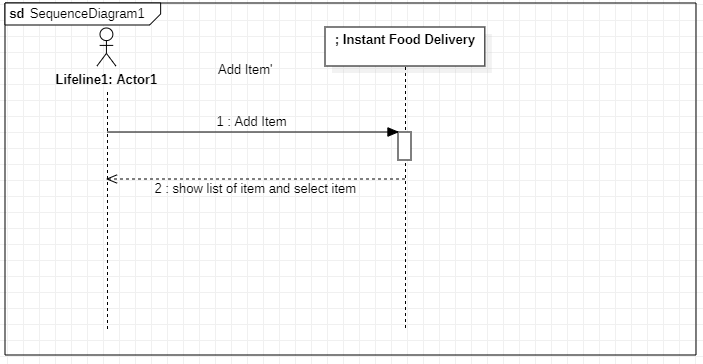 sd SequenceDiagram1
; Instant Food Delivery
Lifeline1: Actor1
Add Item'
1 : Add Item
2 : show list of item and select item